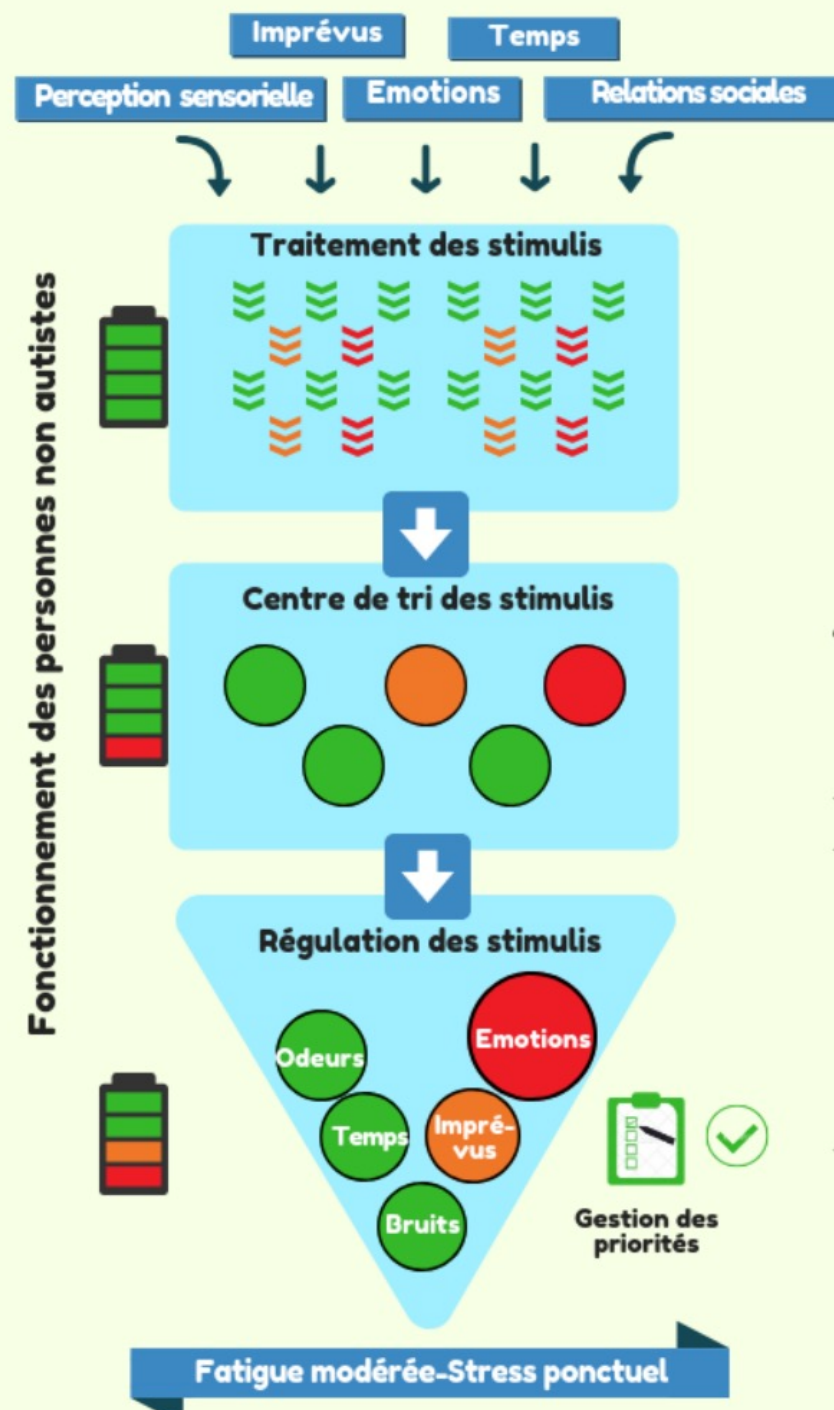 Imprévus
Temps
Perception sensorielle
Emotions
Relations sociales
Traitement des stimulis
Fonctionnement des personnes non autistes
Centre de tri des stimulis
Régulation des stimulis
Emotions
Odeurs
Temps
Impré-
vus
Bruits
Gestion des
priorités
Fatigue modérée-Stress ponctuel